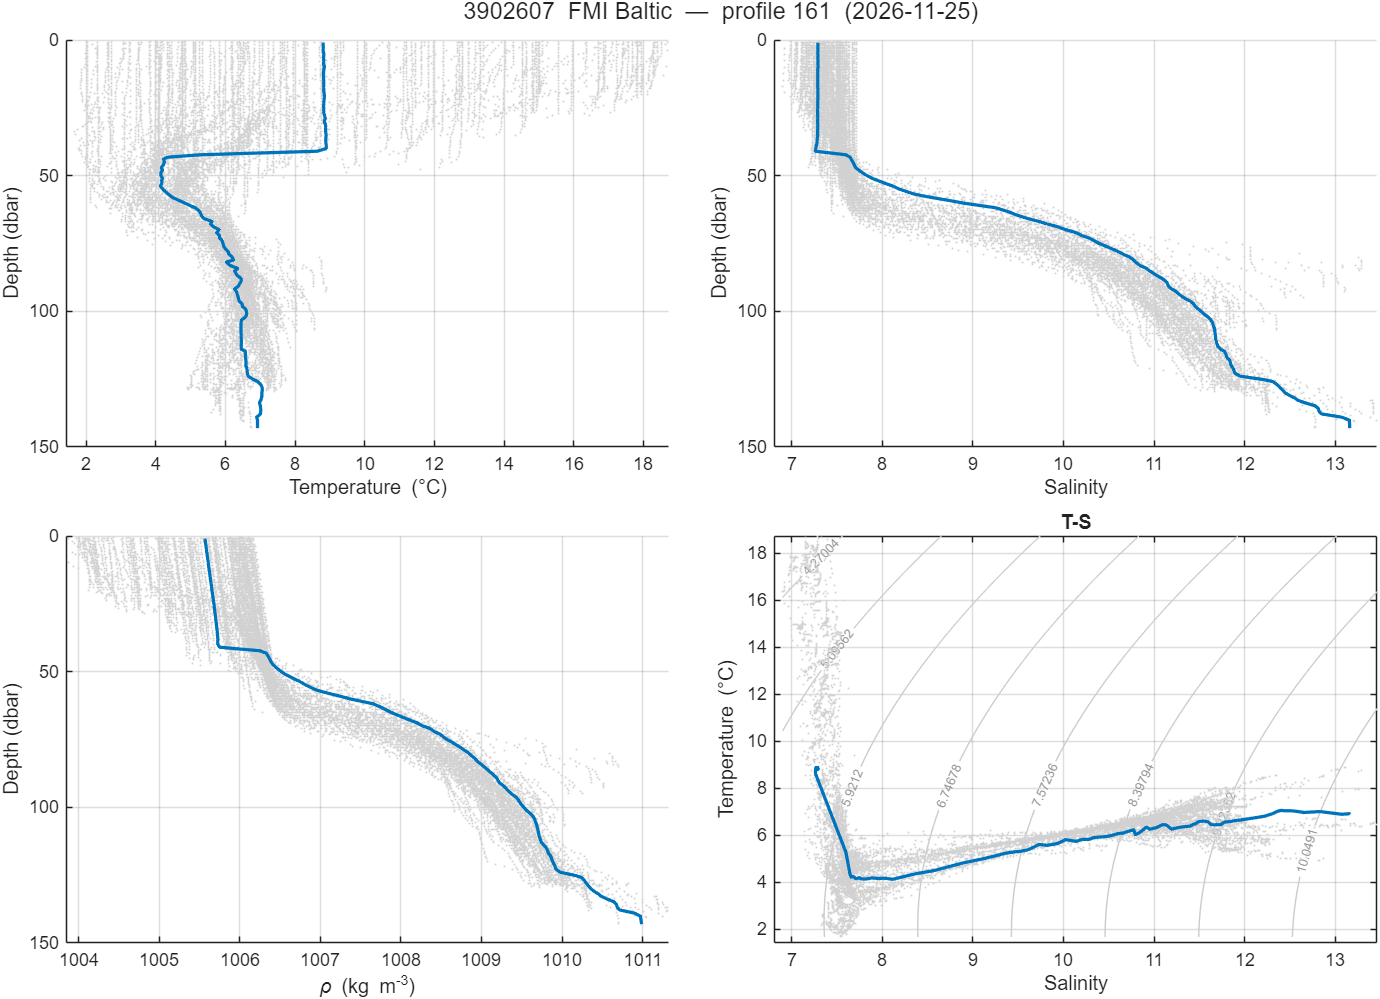 3902607 FMI Baltic — profile 161 (2026-11-25)
0
50
100
150
Depth (dbar)
2 4 6 8 10 12 14 16 18
Temperature (°C)
0
50
100
150
Depth (dbar)
7 8 9 10 11 12 13
Salinity
0
50
100
150
Depth (dbar)
1004 1005 1006 1007 1008 1009 1010 1011
ρ (kg m-3)
T-S
18
16
14
12
10
8
6
4
2
Temperature (°C)
4.27004
5.09562
5.9212
6.74678
7.57236
8.39794
10.0491
7 8 9 10 11 12 13
Salinity